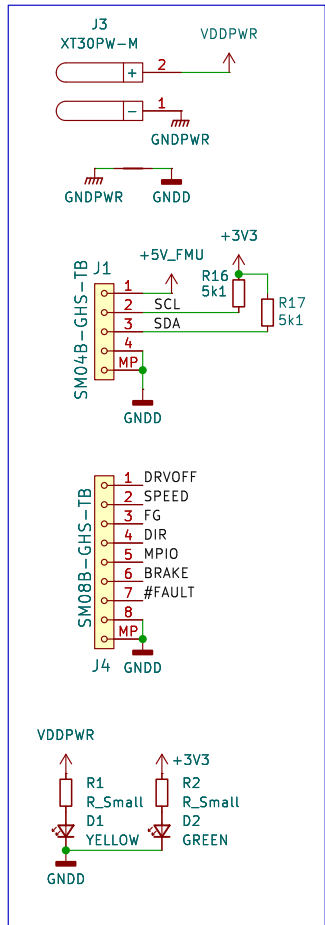 J3
XT30PW-M
VDDPWR
+
2
-
1
GNDPWR
GNDPWR
GNDD
+3V3
+5V_FMU
J1
R16
5k1
R17
5k1
SM04B-GHS-TB
1
2
SCL
3
SDA
4
MP
GNDD
SM08B-GHS-TB
1
DRVOFF
2
SPEED
3
FG
4
DIR
5
MPIO
6
BRAKE
7
#FAULT
8
MP
J4
GNDD
VDDPWR
+3V3
R1
R_Small
D1
YELLOW
R2
R_Small
D2
GREEN
GNDD